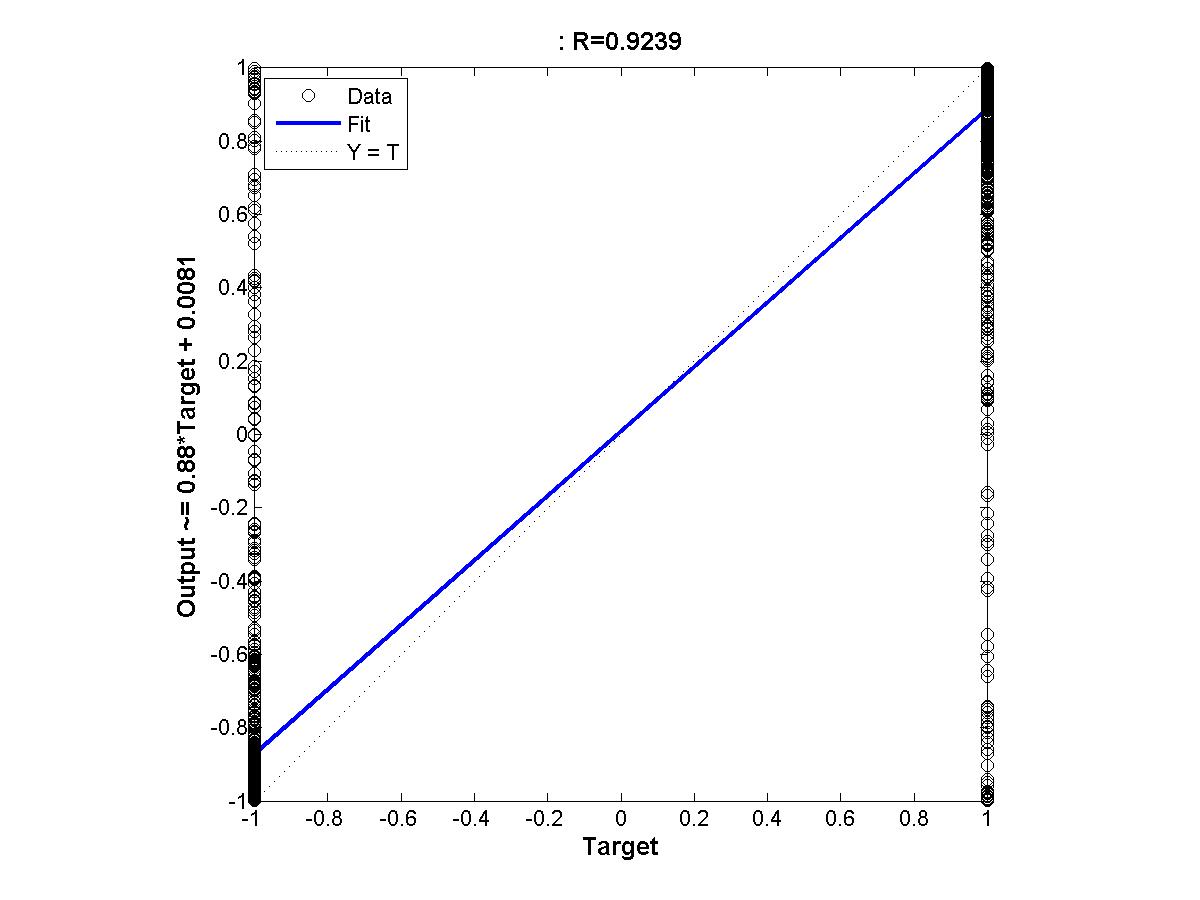 : R=0.9239
Data
Fit
Y = T
1
0.8
0.6
0.4
0.2
0
-0.2
-0.4
-0.6
-0.8
-1
Output ~= 0.88*Target + 0.0081
-1 -0.8 -0.6 -0.4 -0.2 0 0.2 0.4 0.6 0.8 1
Target